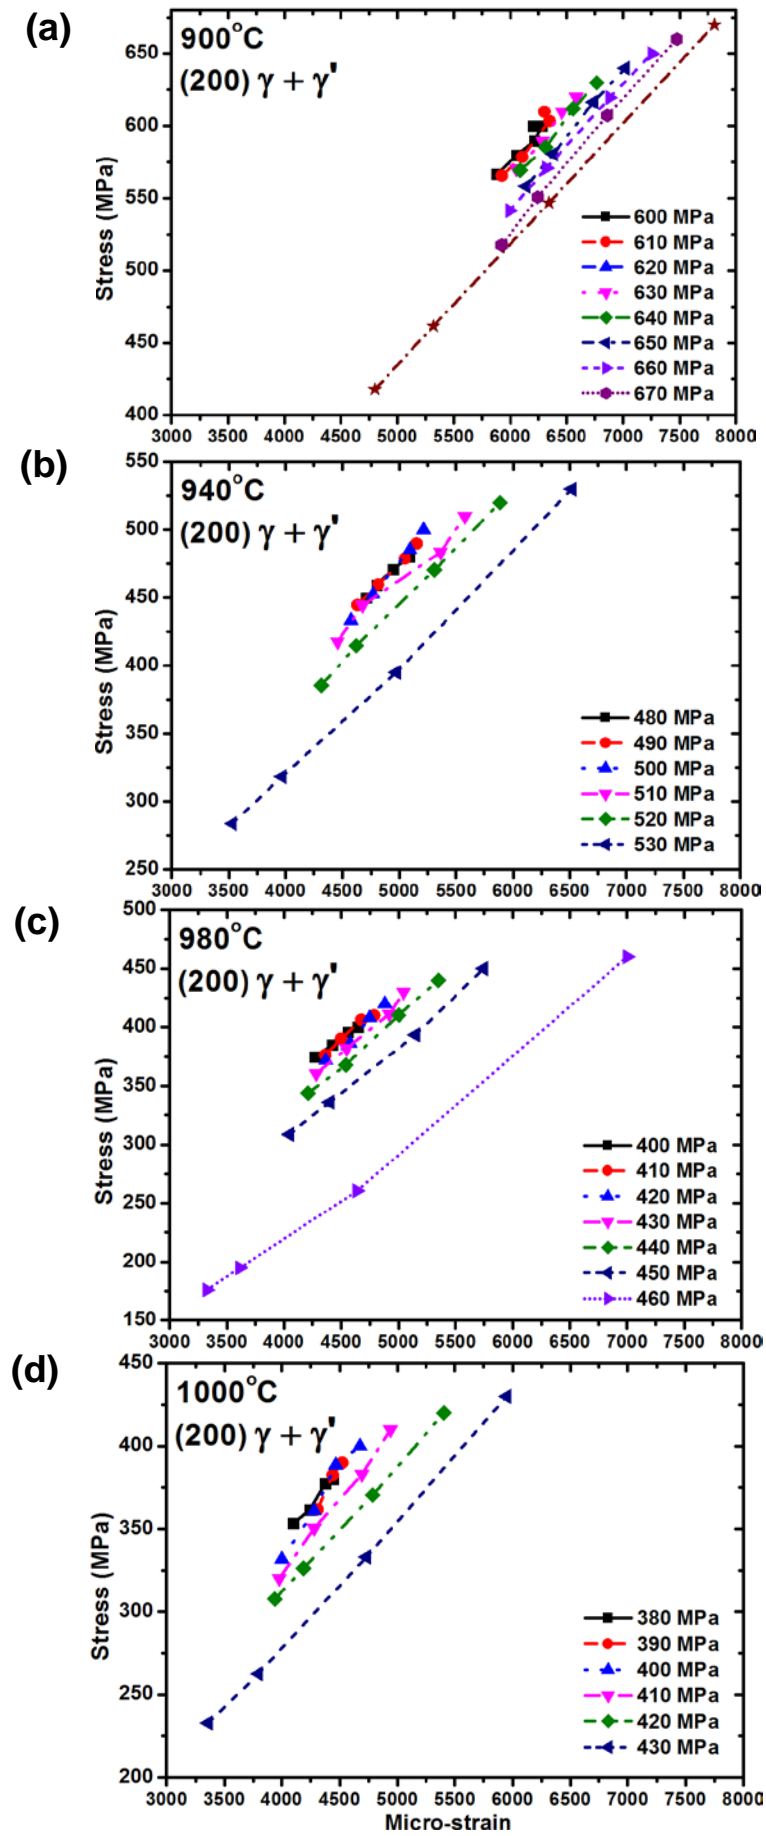 (a)
900°C
(200) γ + γ'
Stress (MPa)
650
600
550
500
450
400
600 MPa
610 MPa
620 MPa
630 MPa
640 MPa
650 MPa
660 MPa
670 MPa
3000 3500 4000 4500 5000 5500 6000 6500 7000 7500 8000
(b)
940°C
(200) γ + γ'
Stress (MPa)
550
500
450
400
350
300
250
480 MPa
490 MPa
500 MPa
510 MPa
520 MPa
530 MPa
3000 3500 4000 4500 5000 5500 6000 6500 7000 7500 8000
(c)
980°C
(200) γ + γ'
Stress (MPa)
500
450
400
350
300
250
200
150
400 MPa
410 MPa
420 MPa
430 MPa
440 MPa
450 MPa
460 MPa
3000 3500 4000 4500 5000 5500 6000 6500 7000 7500 8000
(d)
1000°C
(200) γ + γ'
Stress (MPa)
450
400
350
300
250
200
380 MPa
390 MPa
400 MPa
410 MPa
420 MPa
430 MPa
3000 3500 4000 4500 5000 5500 6000 6500 7000 7500 8000
Micro-strain